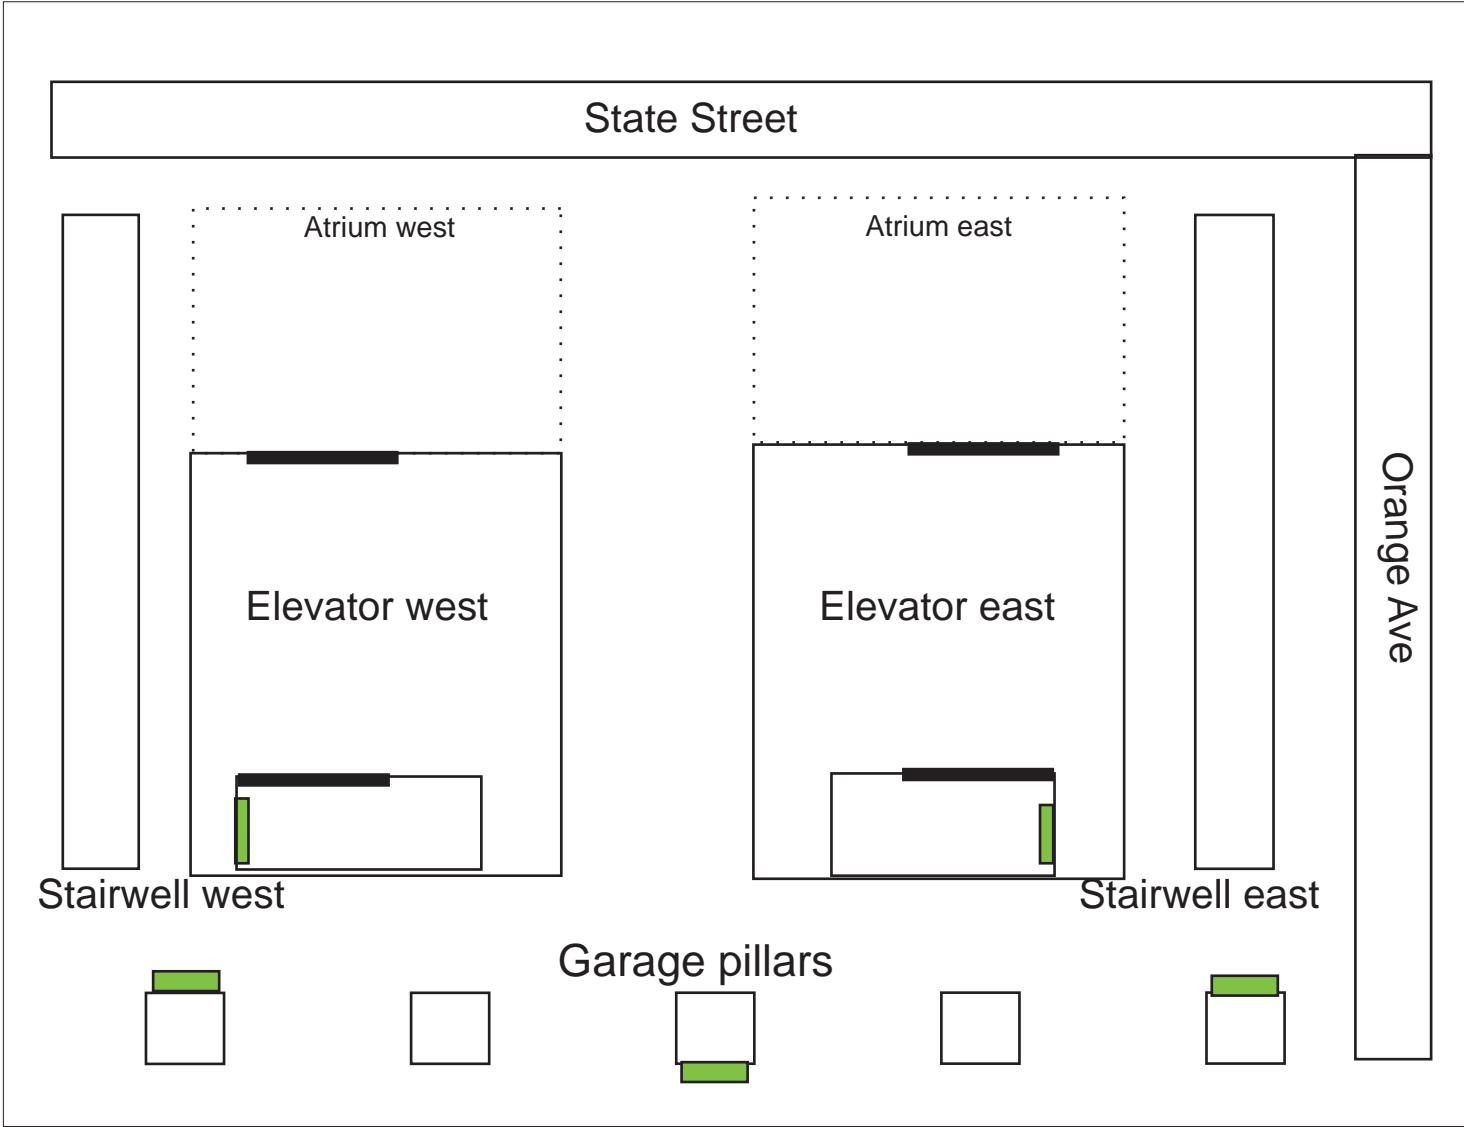 State Street
Atrium west
Atrium east
Orange Ave
Elevator west
Elevator east
Stairwell west
Stairwell east
Garage pillars